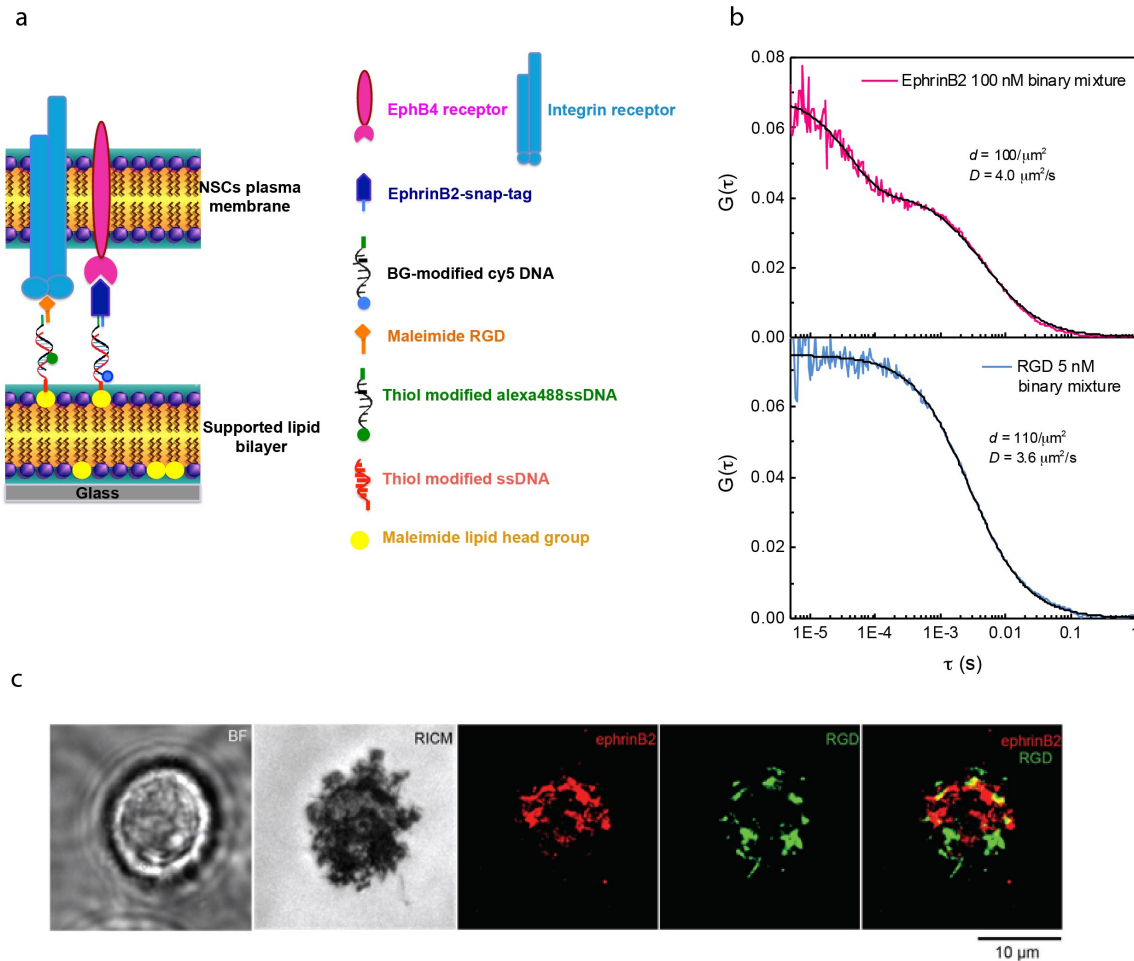 a
EphB4 receptor
Integrin receptor
NSCs plasma
membrane
EphrinB2-snap-tag
BG-modified cy5 DNA
Maleimide RGD
Thiol modified alexa488ssDNA
Supported lipid
bilayer
Thiol modified ssDNA
Glass
Maleimide lipid head group
b
0.08
EphrinB2 100 nM binary mixture
0.06
d = 100/μm²
D = 4.0 μm²/s
G(τ)
0.04
0.02
0.00
RGD 5 nM
binary mixture
0.06
d = 110/μm²
D = 3.6 μm²/s
G(τ)
0.04
0.02
0.00
1E-5 1E-4 1E-3 0.01 0.1 1
τ (s)
c
BF
RICM
ephrinB2
RGD
ephrinB2
RGD
10 μm